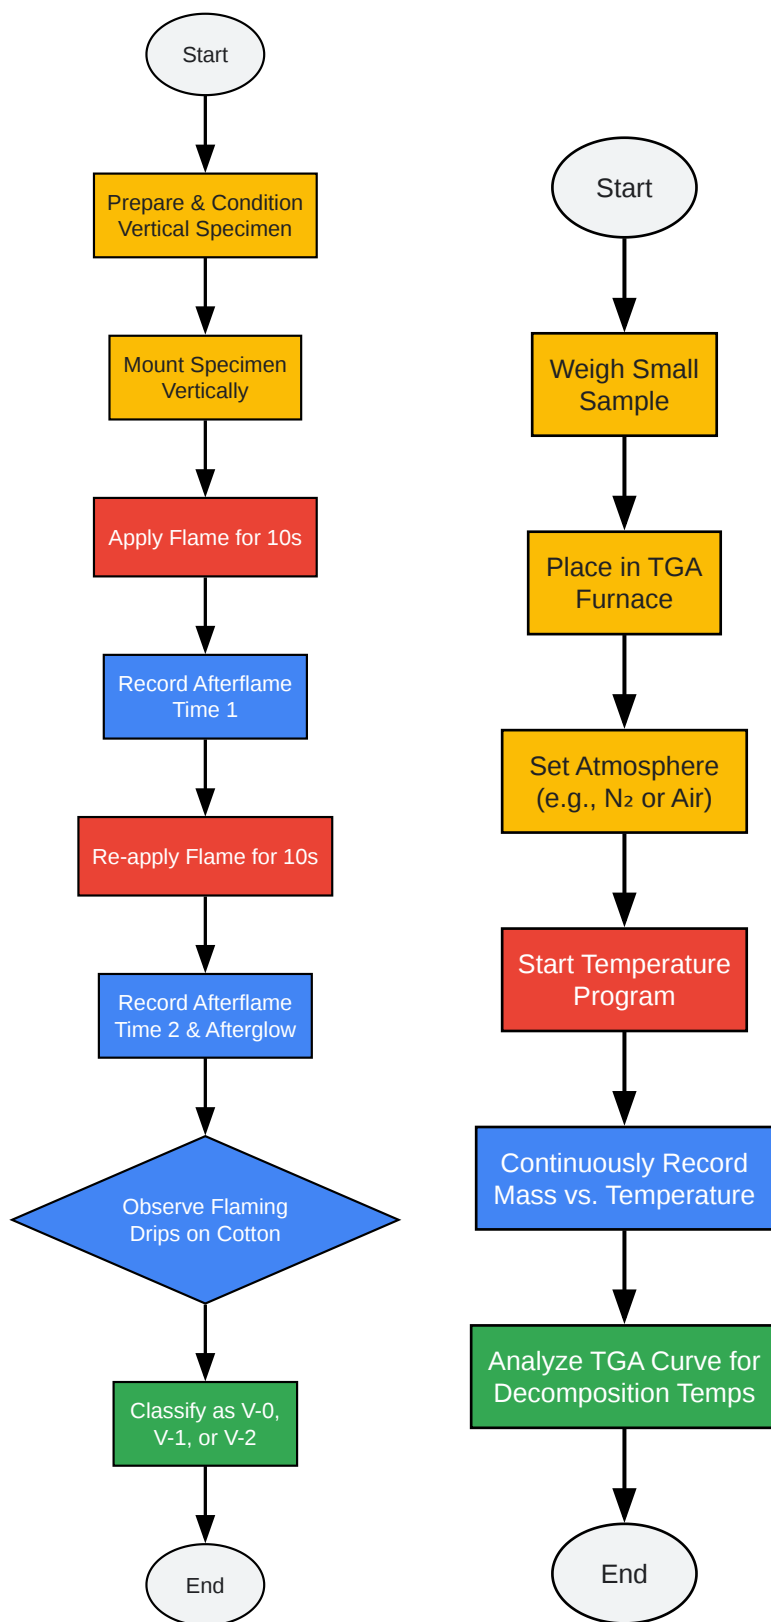 Start
Prepare & Condition
Vertical Specimen
Mount Specimen
Vertically
Apply Flame for 10s
Record Afterflame
Time 1
Re-apply Flame for 10s
Record Afterflame
Time 2 & Afterglow
Observe Flaming
Drips on Cotton
Classify as V-0,
V-1, or V-2
End
Start
Weigh Small
Sample
Place in TGA
Furnace
Set Atmosphere
(e.g., N₂ or Air)
Start Temperature
Program
Continuously Record
Mass vs. Temperature
Analyze TGA Curve for
Decomposition Temps
End